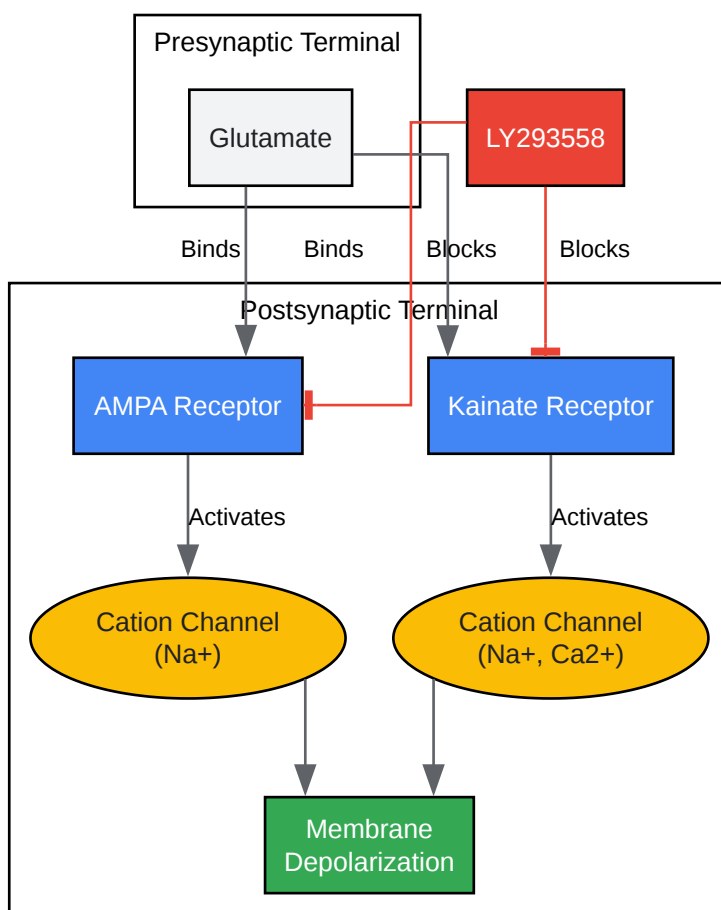 Presynaptic Terminal
Glutamate
LY293558
Binds
Binds
Blocks
Blocks
Postsynaptic Terminal
AMPA Receptor
Kainate Receptor
Activates
Activates
Cation Channel
(Na+)
Cation Channel
(Na+, Ca2+)
Membrane
Depolarization